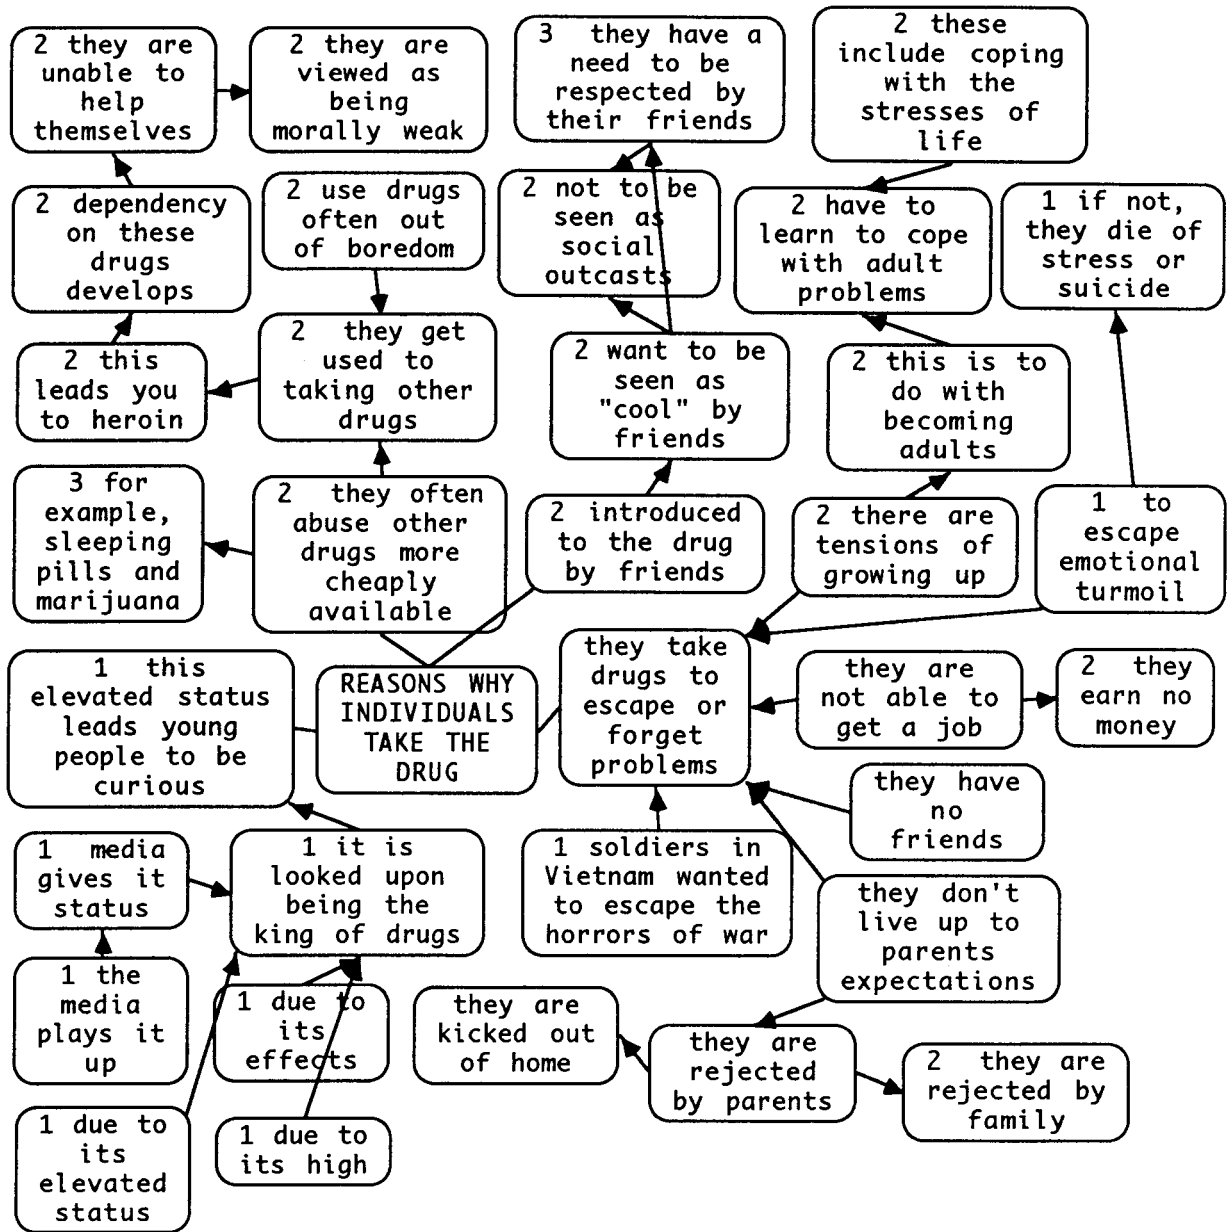 2 they are
unable to
help
themselves
2 they are
viewed as
being
morally weak
3 they have a
need to be
respected by
their friends
2 these
include coping
with the
stresses of
life
2 dependency
on these
drugs
develops
2 use drugs
often out
of boredom
2 not to be
seen as
social
outcasts
2 have to
learn to cope
with adult
problems
1 if not,
they die of
stress or
suicide
2 this
leads you
to heroin
2 they get
used to
taking other
drugs
2 want to be
seen as
"cool" by
friends
2 this is to
do with
becoming
adults
3 for
example,
sleeping
pills and
marijuana
2 they often
abuse other
drugs more
cheaply
available
2 introduced
to the drug
by friends
2 there are
tensions of
growing up
1 to
escape
emotional
turmoil
1 this
elevated status
leads young
people to be
curious
REASONS WHY
INDIVIDUALS
TAKE THE
DRUG
they take
drugs to
escape or
forget
problems
they are
not able to
get a job
2 they
earn no
money
they have
no
friends
1 media
gives it
status
1 it is
looked upon
being the
king of drugs
1 soldiers in
Vietnam wanted
to escape the
horrors of war
they don't
live up to
parents
expectations
1 the
media
plays it
up
1 due to
its
effects
they are
kicked out
of home
they are
rejected
by parents
2 they are
rejected by
family
1 due to
its
elevated
status
1 due to
its high